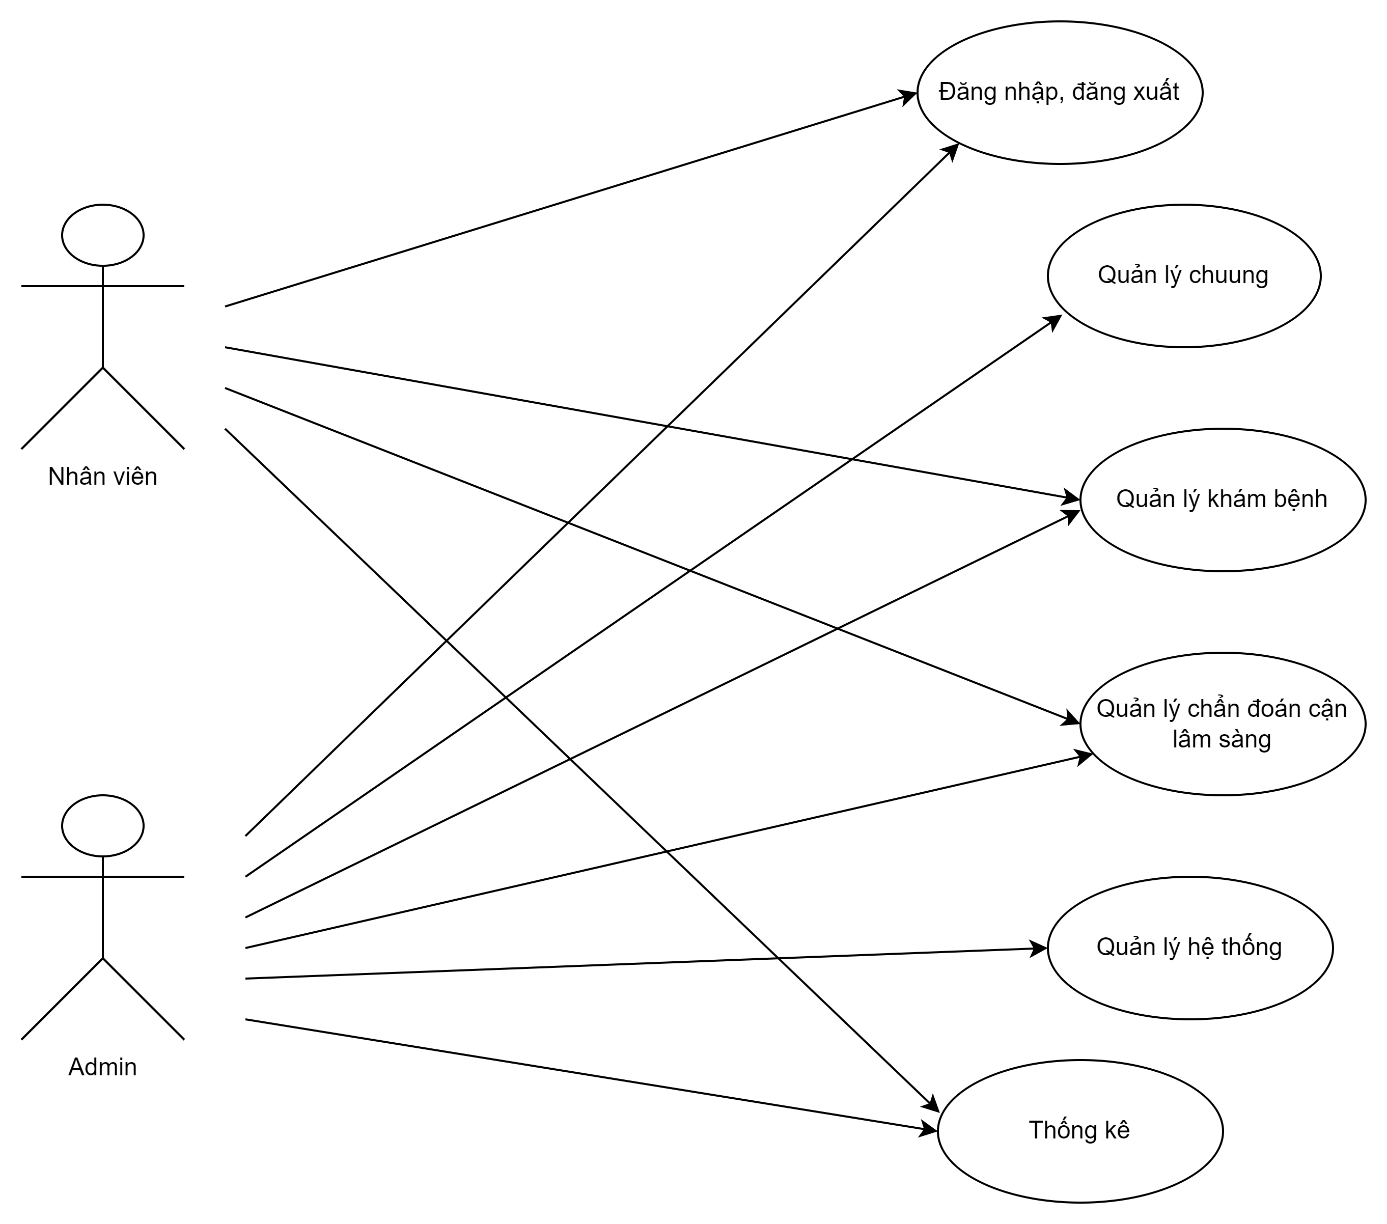 Đăng nhập, đăng xuất
Quản lý chuung
Nhân viên
Quản lý khám bệnh
Quản lý chẩn đoán cận
lâm sàng
Quản lý hệ thống
Admin
Thống kê